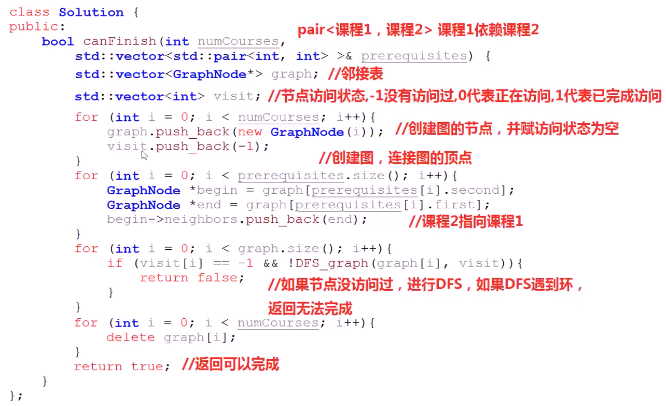 class Solution {
public: pair<课程1，课程2> 课程1依赖课程2
bool canFinish(int numCourses,
std::vector<std::pair<int, int> >& prerequisites) {
std::vector<GraphNode*> graph; //邻接表
std::vector<int> visit; //节点访问状态,-1没有访问过,0代表正在访问,1代表已完成访问
for (int i = 0; i < numCourses; i++){
graph.push_back(new GraphNode(i)); //创建图的节点，并赋访问状态为空
visit.push_back(-1);
} //创建图，连接图的顶点
for (int i = 0; i < prerequisites.size(); i++){
GraphNode *begin = graph[prerequisites[i].second];
GraphNode *end = graph[prerequisites[i].first];
begin->neighbors.push_back(end); //课程2指向课程1
}
for (int i = 0; i < graph.size(); i++){
if (visit[i] == -1 && !DFS_graph(graph[i], visit)){
return false; //如果节点没访问过，进行DFS，如果DFS遇到环，
} 返回无法完成
}
for (int i = 0; i < numCourses; i++){
delete graph[i];
}
return true; //返回可以完成
}
};